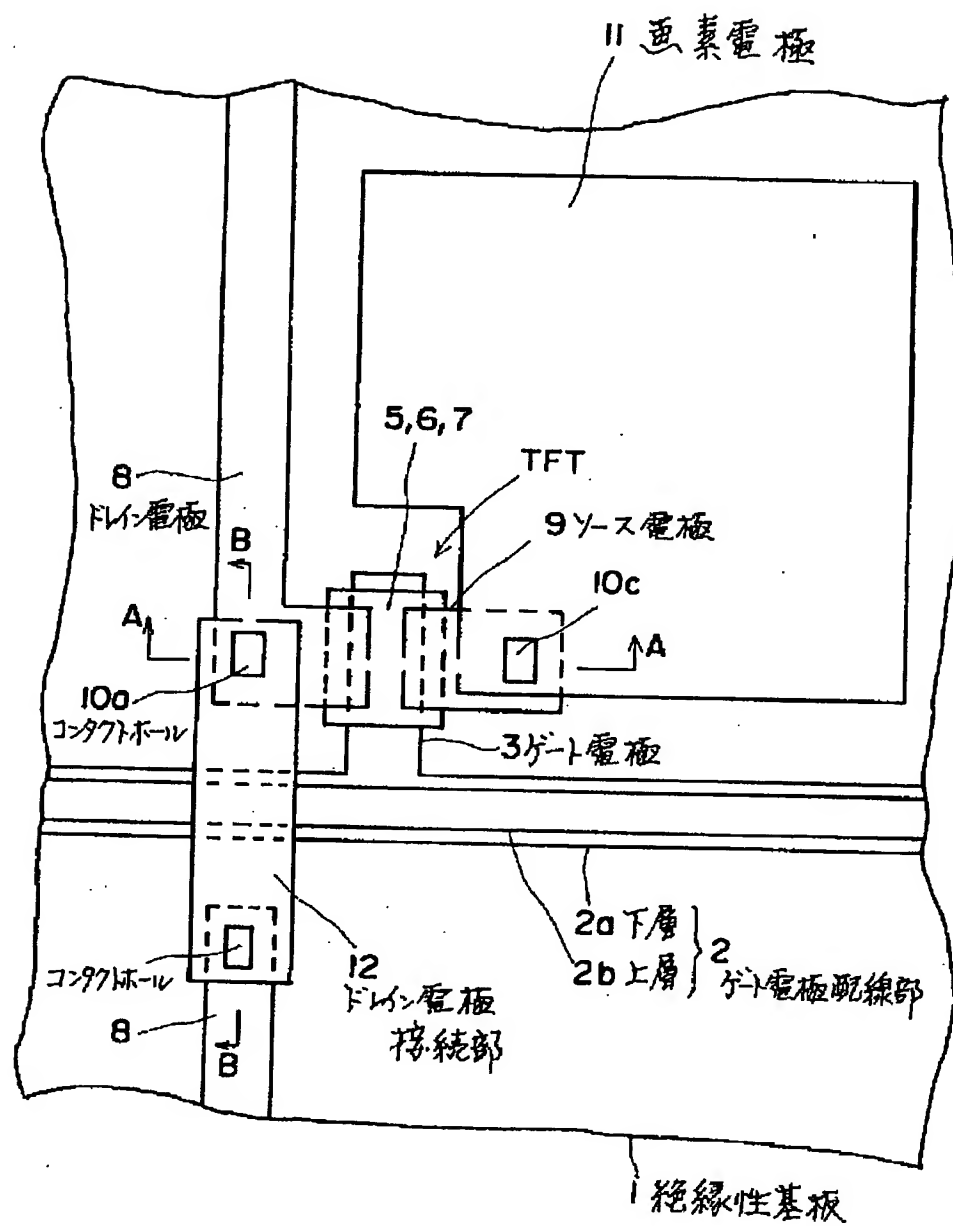 11 画素電極
5,6,7
TFT
8
ドレイン電極
9 ソース電極
B
10c
A
A
10a
コンタクトホール
3 ゲート電極
2a 下層
2b 上層
2
ゲート電極配線部
コンタクトホール
12
ドレイン電極
接続部
8
B
1 絶縁性基板